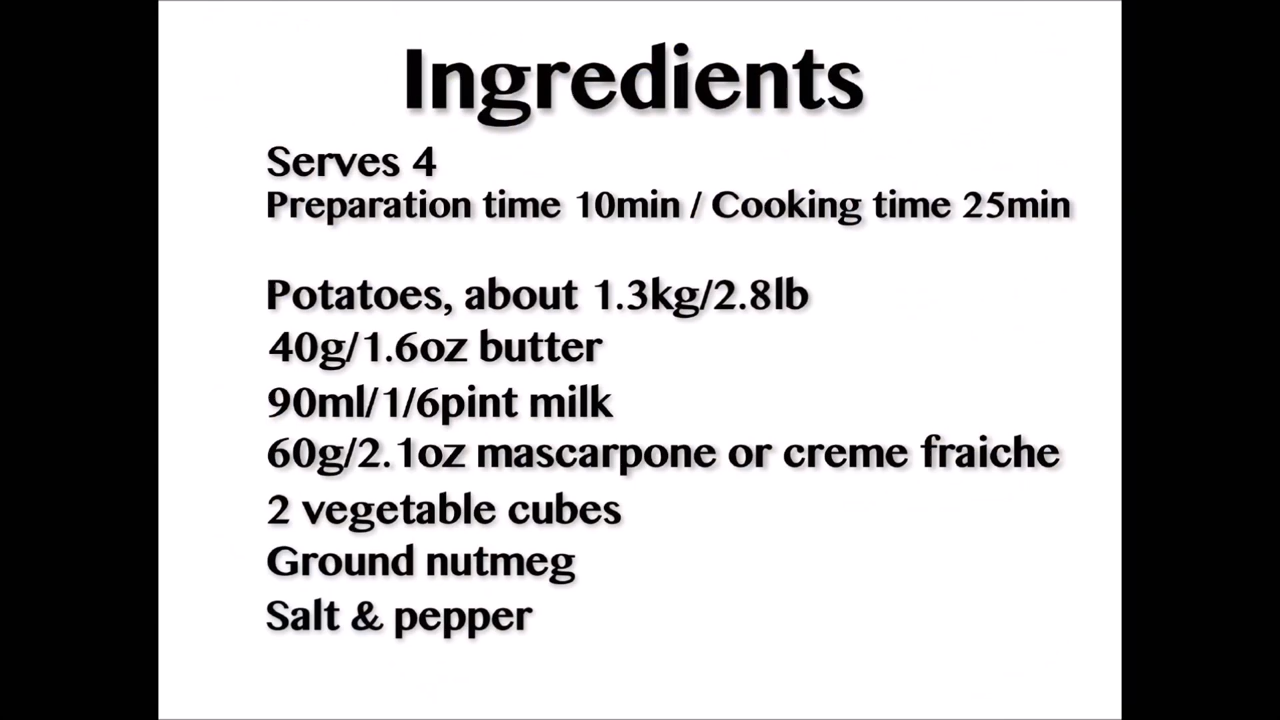 Ingredients
Serves 4
Preparation time 10min / Cooking time 25min
Potatoes, about 1.3kg/2.8lb
40g/1.6oz butter
90ml/1/6pint milk
60g/2.1oz mascarpone or creme fraiche
2 vegetable cubes
Ground nutmeg
Salt & pepper